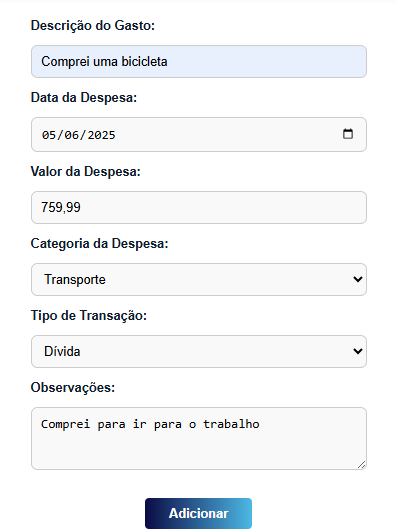 Descrição do Gasto:
Comprei uma bicicleta
Data da Despesa:
05/06/2025
Valor da Despesa:
759,99
Categoria da Despesa:
Transporte
Tipo de Transação:
Dívida
Observações:
Comprei para ir para o trabalho
Adicionar